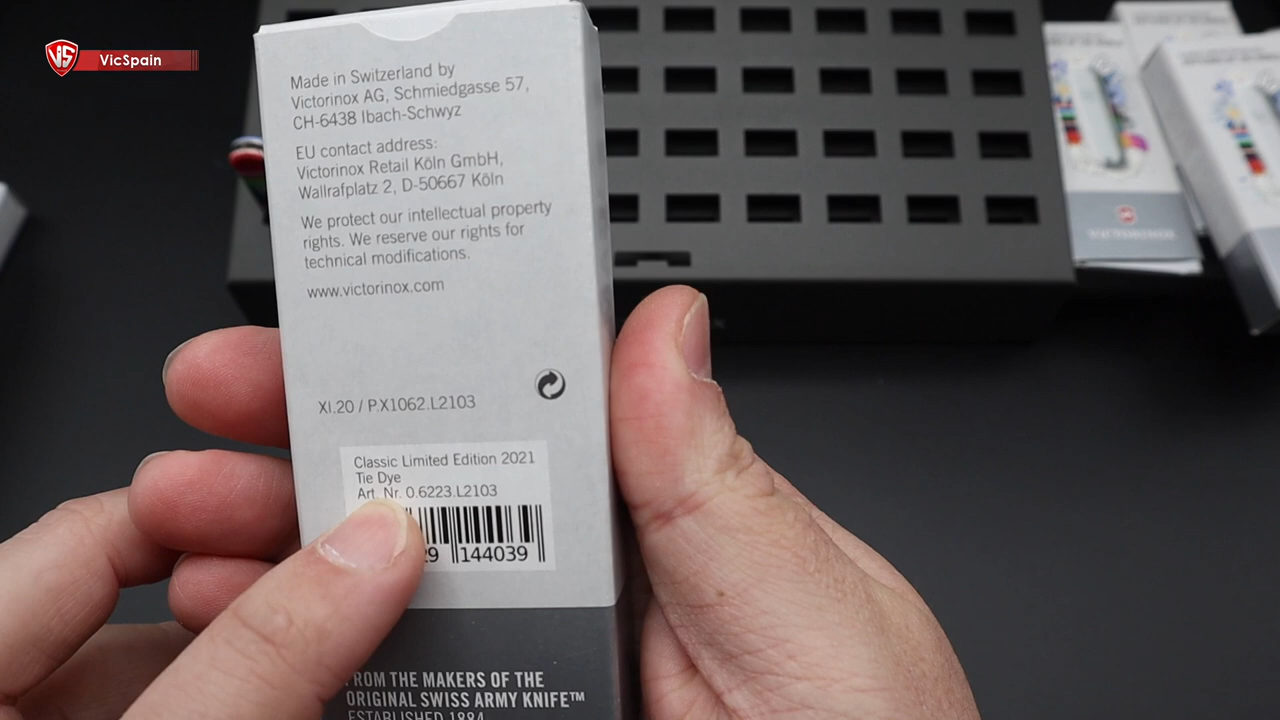 VicSpain
Made in Switzerland by
Victorinox AG, Schmiedgasse 57,
CH-6438 Ibach-Schwyz
EU contact address:
Victorinox Retail Köln GmbH,
Wallrafplatz 2, D-50667 Köln
We protect our intellectual property
rights. We reserve our rights for
technical modifications.
www.victorinox.com
XI.20 / P.X1062.L2103
Classic Limited Edition 2021
Tie Dye
Art. Nr. 0.6223.L2103
144039
FROM THE MAKERS OF THE
ORIGINAL SWISS ARMY KNIFE™
ESTABLISHED 1884
VICTORINOX